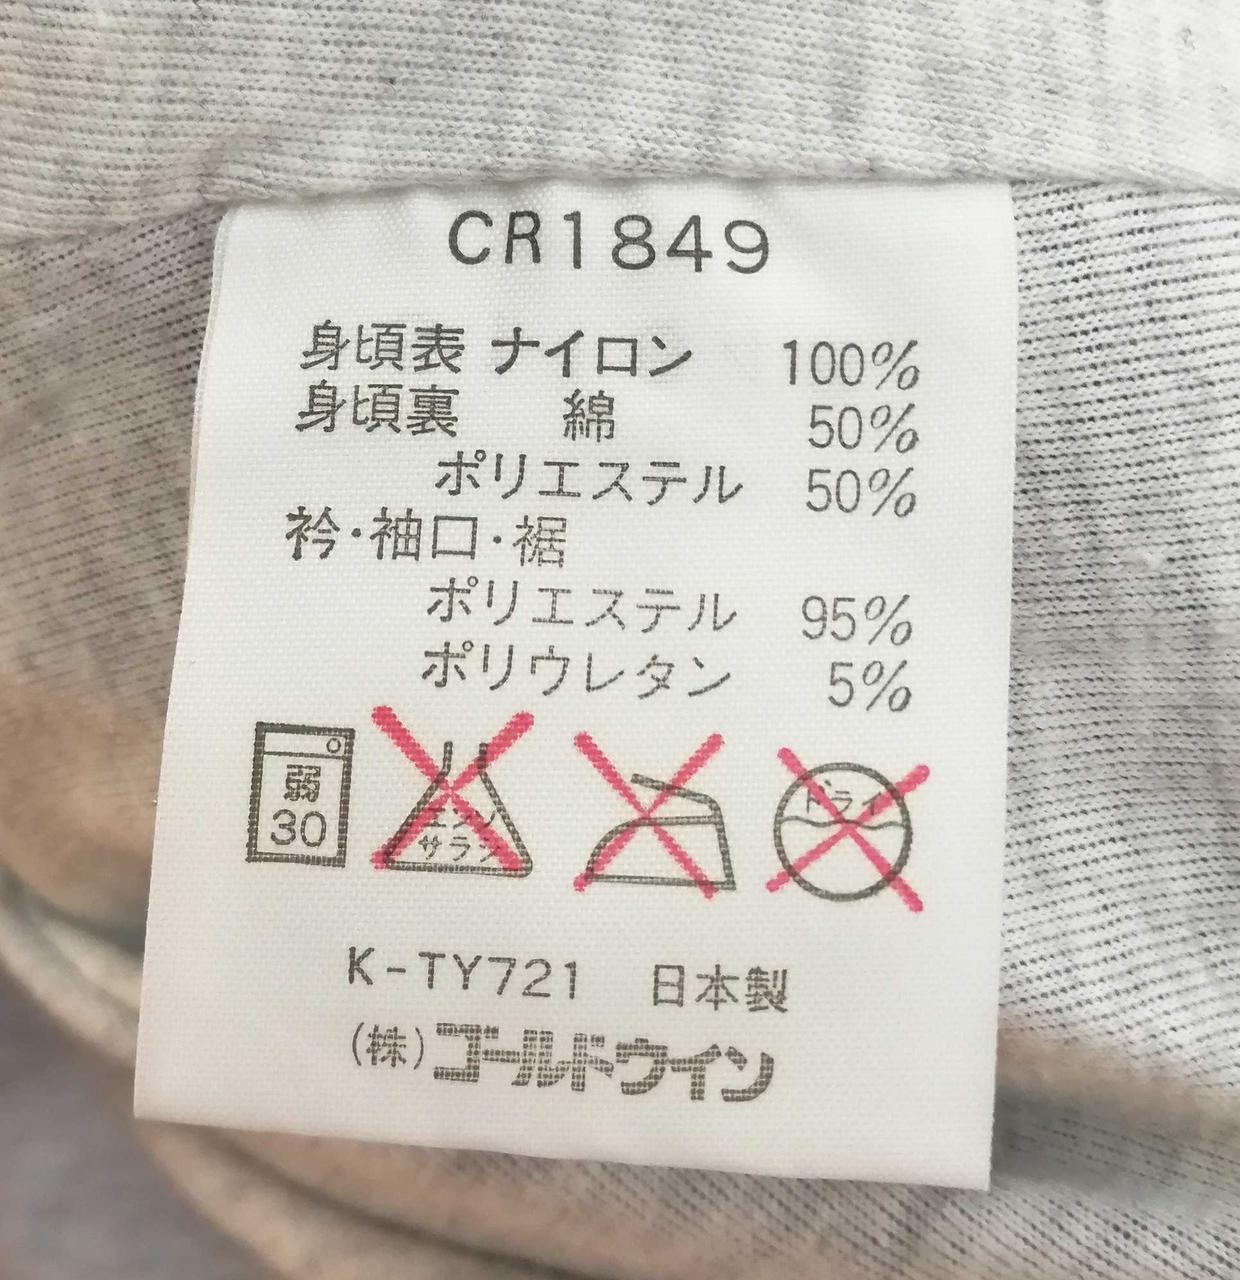 CR1849
身頃表 ナイロン 100%
身頃裏 綿 50%
ポリエステル 50%
衿・袖口・裾
ポリエステル 95%
ポリウレタン 5%
弱
30
エンソ
サラシ
ドライ
K-TY721 日本製
(株)ゴールドウイン